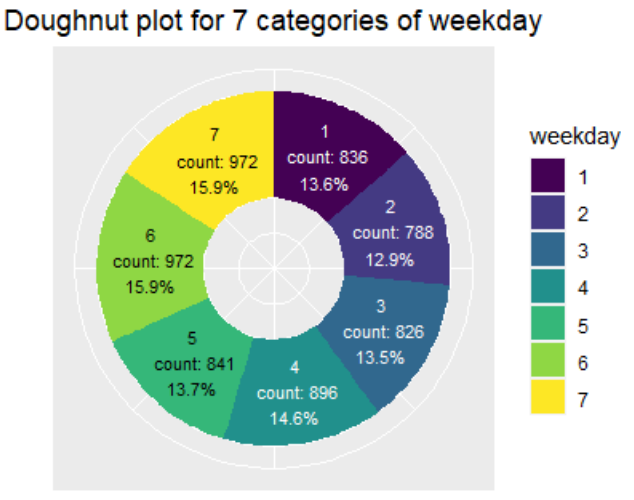 Doughnut plot for 7 categories of weekday
1
count: 836
13.6%
2
count: 788
12.9%
3
count: 826
13.5%
4
count: 896
14.6%
5
count: 841
13.7%
6
count: 972
15.9%
7
count: 972
15.9%
weekday
1
2
3
4
5
6
7